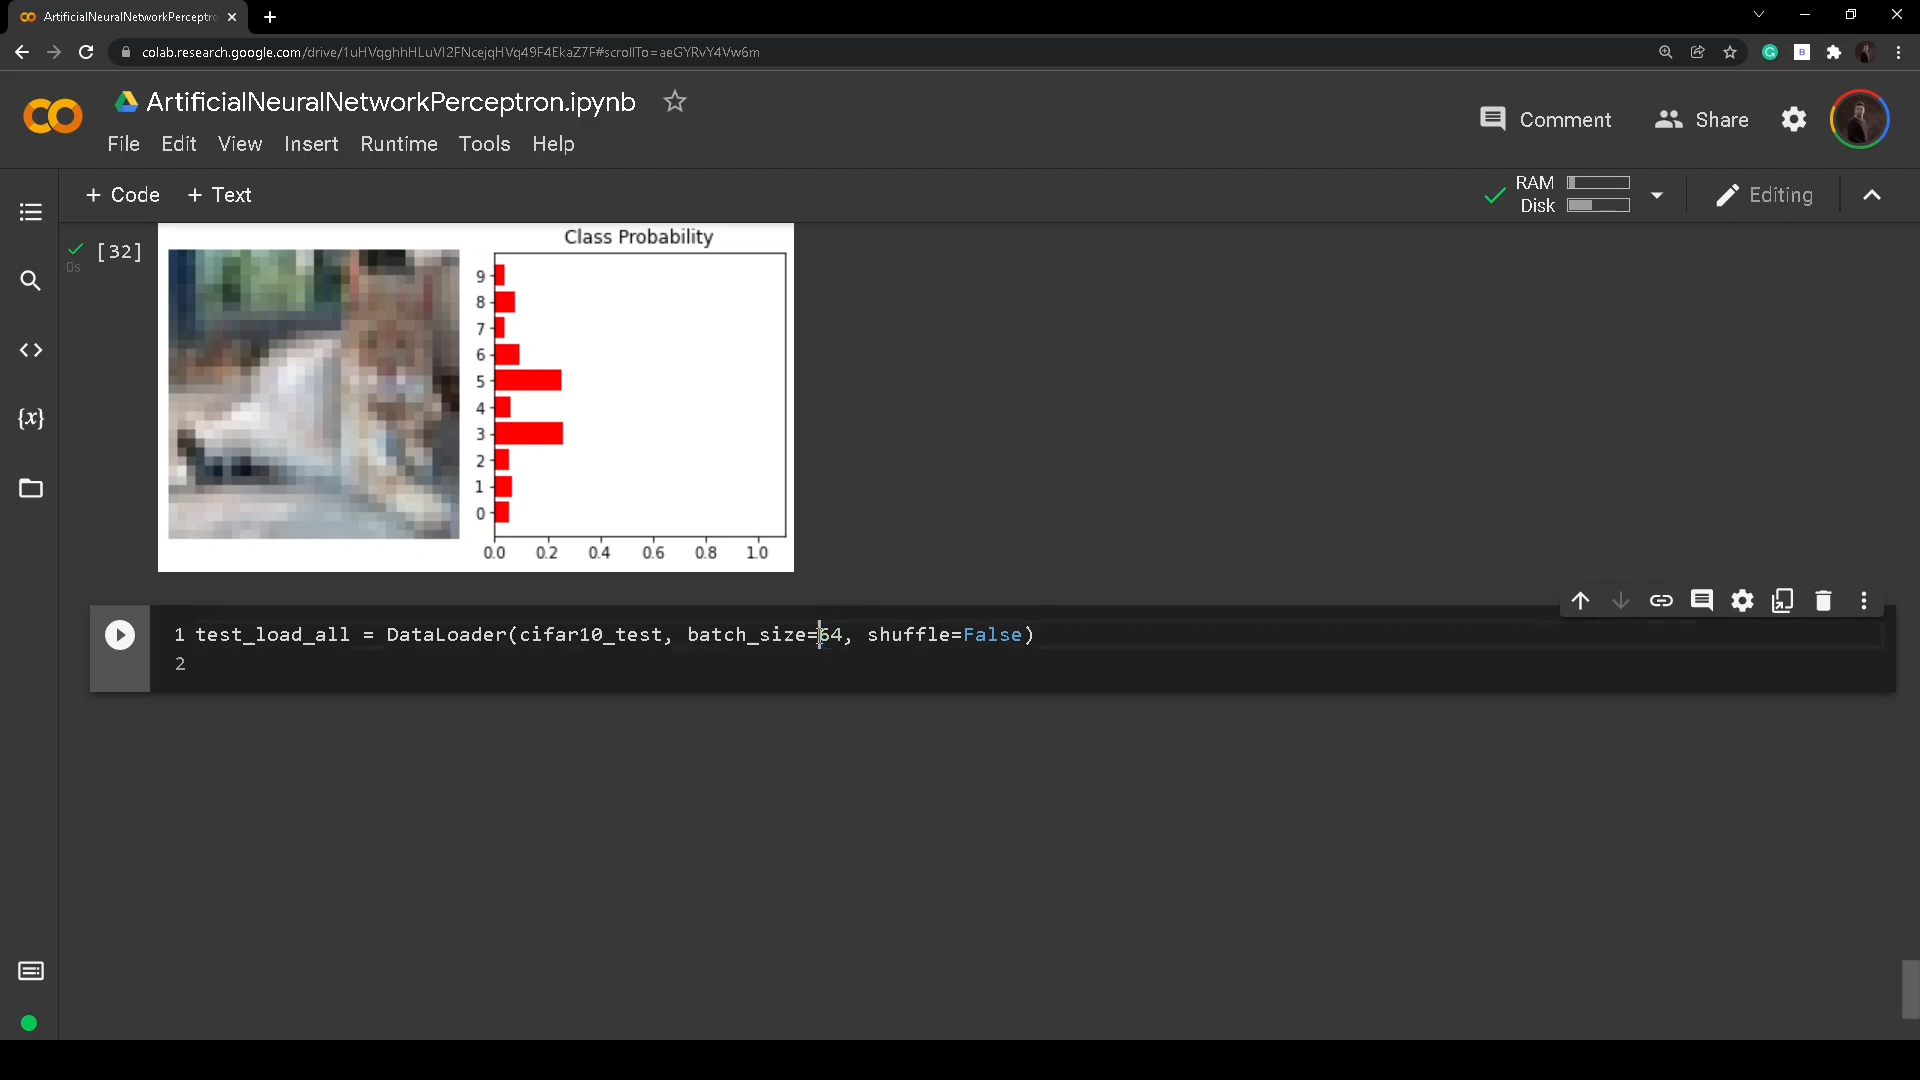 ArtificialNeuralNetworkPerceptro
colab.research.google.com/drive/1uHVqghhHLuVI2FNcejqHVq49F4EkaZ7F#scrollTo=aeGYRvY4Vw6m
ArtificialNeuralNetworkPerceptron.ipynb
Comment
Share
File Edit View Insert Runtime Tools Help
+ Code + Text
RAM
Disk
Editing
[32]
0s
Class Probability
9
8
7
6
5
4
3
2
1
0
0.0 0.2 0.4 0.6 0.8 1.0
1 test_load_all = DataLoader(cifar10_test, batch_size=64, shuffle=False)
2